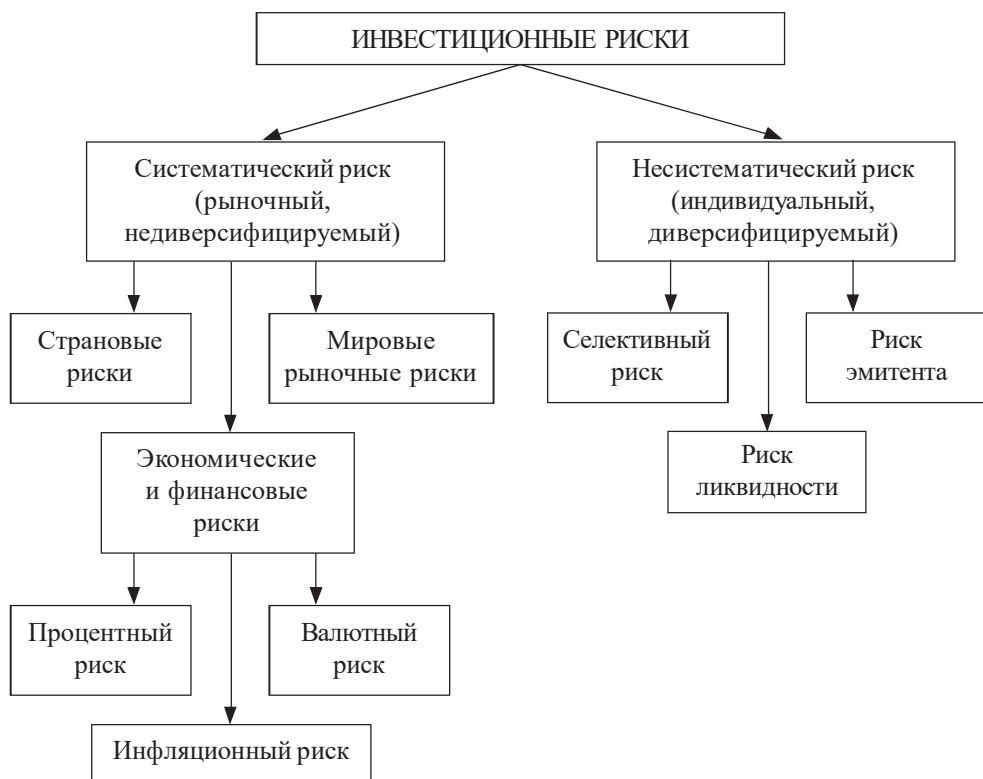 ИНВЕСТИЦИОННЫЕ РИСКИ
Систематический риск
(рыночный,
недиверсифицируемый)
Несистематический риск
(индивидуальный,
диверсифицируемый)
Страновые
риски
Мировые
рыночные риски
Селективный
риск
Риск
эмитента
Экономические
и финансовые
риски
Риск
ликвидности
Процентный
риск
Валютный
риск
Инфляционный риск